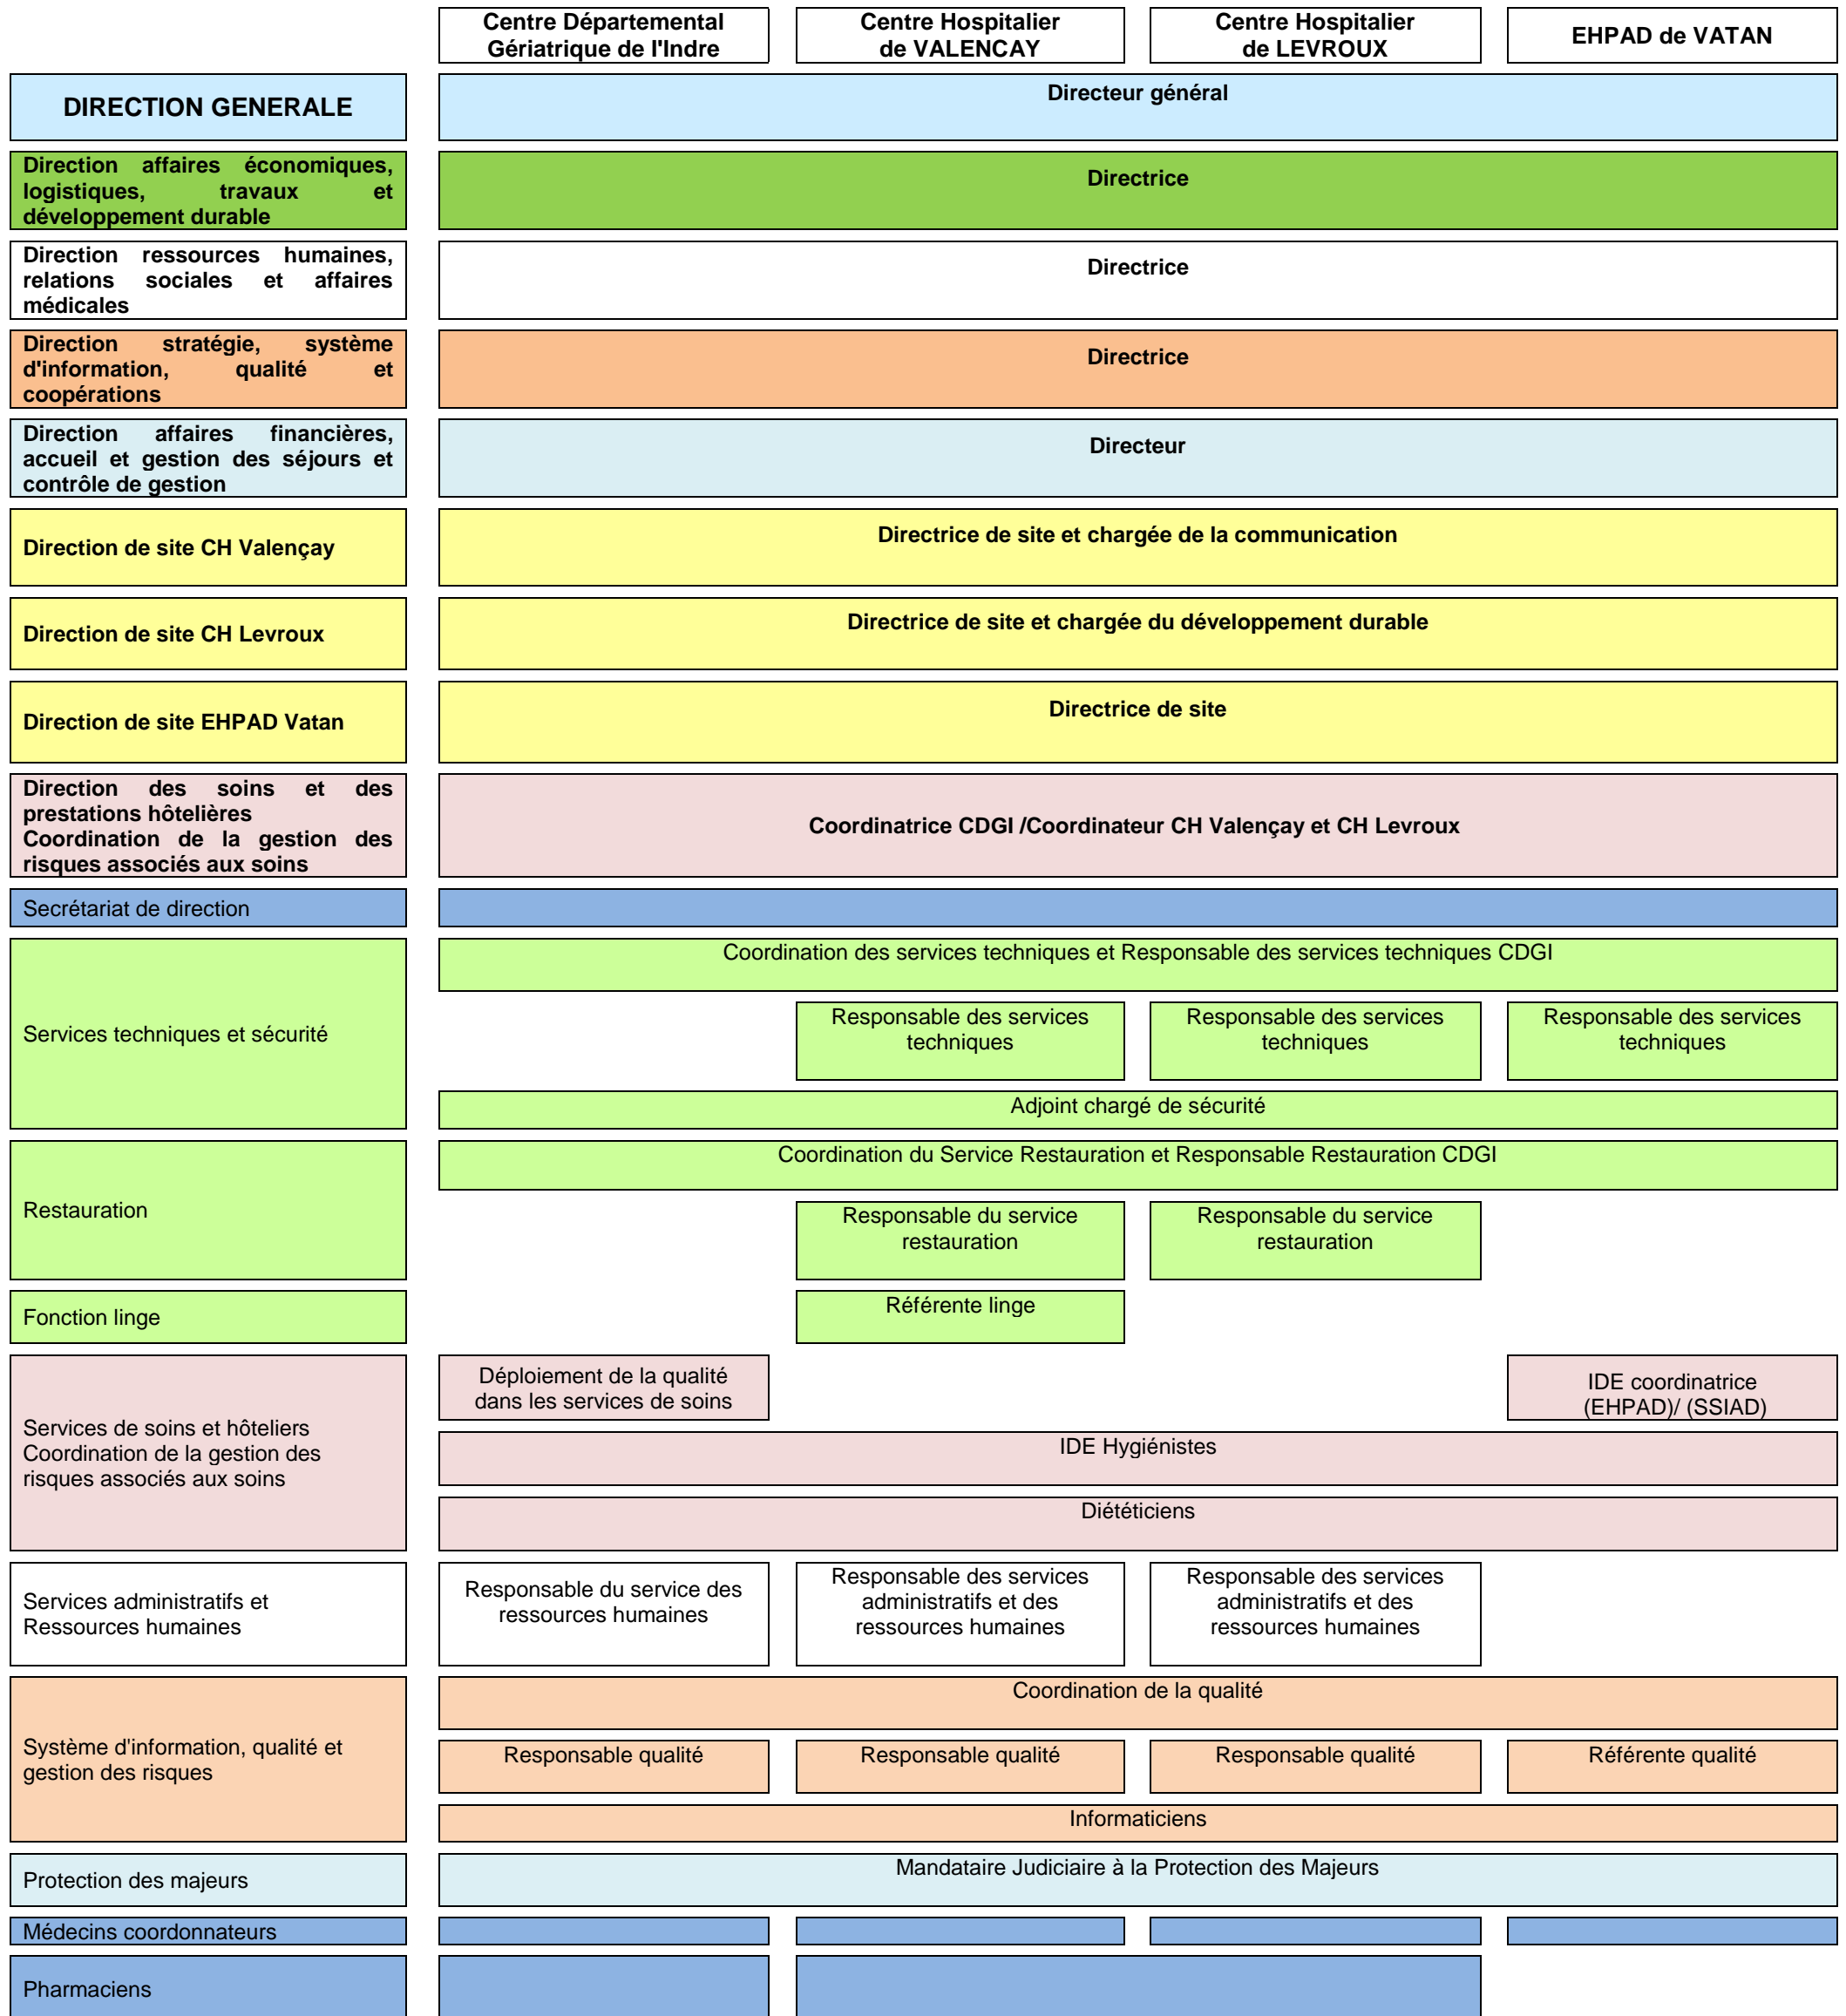 Centre Départemental
Gériatrique de l'Indre
Centre Hospitalier
de VALENCAY
Centre Hospitalier
de LEVROUX
EHPAD de VATAN
DIRECTION GENERALE
Directeur général
Direction affaires économiques,
logistiques, travaux et
développement durable
Directrice
Direction ressources humaines,
relations sociales et affaires
médicales
Directrice
Direction stratégie, système
d'information, qualité et
coopérations
Directrice
Direction affaires financières,
accueil et gestion des séjours et
contrôle de gestion
Directeur
Direction de site CH Valençay
Directrice de site et chargée de la communication
Direction de site CH Levroux
Directrice de site et chargée du développement durable
Direction de site EHPAD Vatan
Directrice de site
Direction des soins et des
prestations hôtelières
Coordination de la gestion des
risques associés aux soins
Coordinatrice CDGI /Coordinateur CH Valençay et CH Levroux
Secrétariat de direction
Services techniques et sécurité
Coordination des services techniques et Responsable des services techniques CDGI
Responsable des services
techniques
Responsable des services
techniques
Responsable des services
techniques
Adjoint chargé de sécurité
Restauration
Coordination du Service Restauration et Responsable Restauration CDGI
Responsable du service
restauration
Responsable du service
restauration
Fonction linge
Référente linge
Services de soins et hôteliers
Coordination de la gestion des
risques associés aux soins
Déploiement de la qualité
dans les services de soins
IDE coordinatrice
(EHPAD)/ (SSIAD)
IDE Hygiénistes
Diététiciens
Services administratifs et
Ressources humaines
Responsable du service des
ressources humaines
Responsable des services
administratifs et des
ressources humaines
Responsable des services
administratifs et des
ressources humaines
Système d'information, qualité et
gestion des risques
Coordination de la qualité
Responsable qualité
Responsable qualité
Responsable qualité
Référente qualité
Informaticiens
Protection des majeurs
Mandataire Judiciaire à la Protection des Majeurs
Médecins coordonnateurs
Pharmaciens